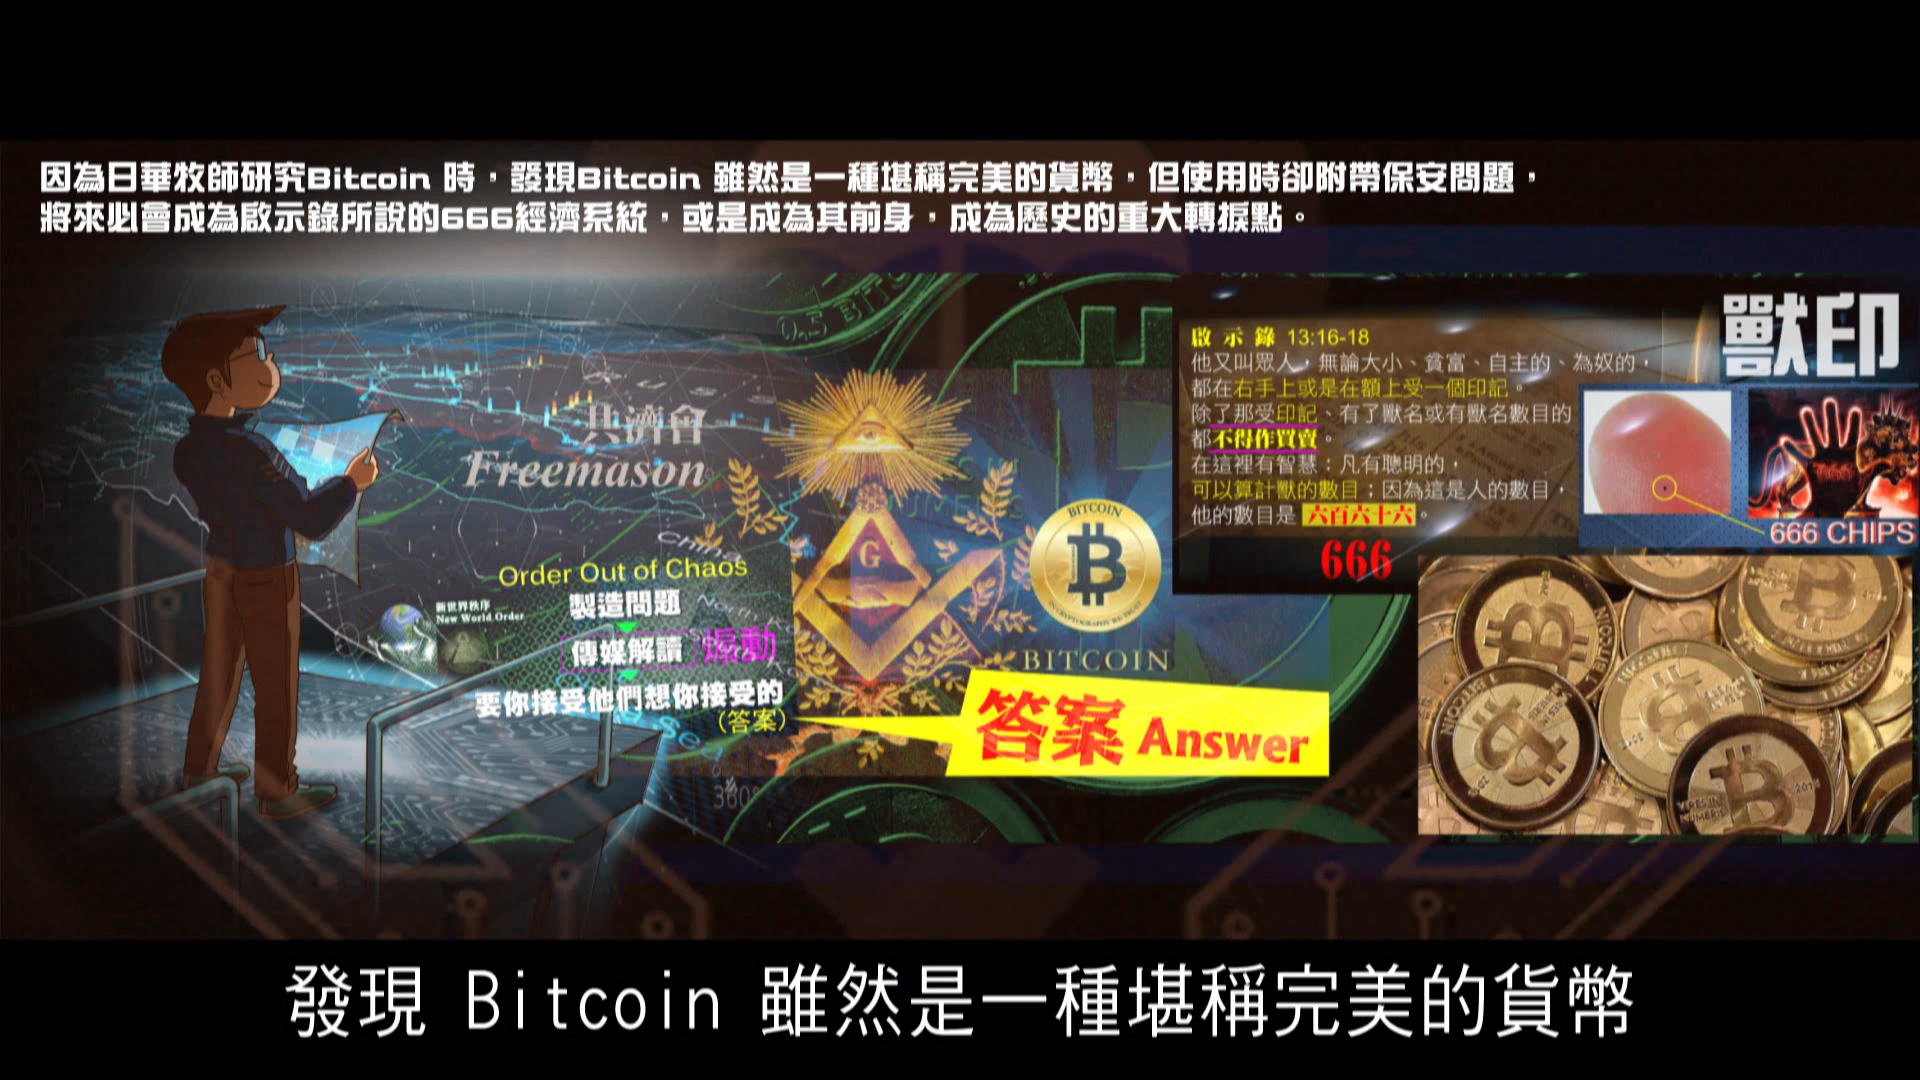 因為日華牧師研究Bitcoin 時，發現Bitcoin 雖然是一種堪稱完美的貨幣，但使用時卻附帶保安問題，
將來必會成為啟示錄所說的666經濟系統，或是成為其前身，成為歷史的重大轉捩點。
0.5 BIT
共濟會
Freemason
China
Order Out of Chaos
製造問題
新世界秩序
New World Order
傳媒解讀 煽動
要你接受他們想你接受的
（答案）
360°
G
BITCOIN
BITCOIN
答案 Answer
獸印
啟示錄 13:16-18
他又叫眾人，無論大小、貧富、自主的、為奴的，
都在右手上或是在額上受一個印記。
除了那受印記、有了獸名或有獸名數目的
都不得作買賣。
在這裡有智慧：凡有聰明的，
可以算計獸的數目；因為這是人的數目，
他的數目是 六百六十六。
666
666 CHIPS
發現 Bitcoin 雖然是一種堪稱完美的貨幣